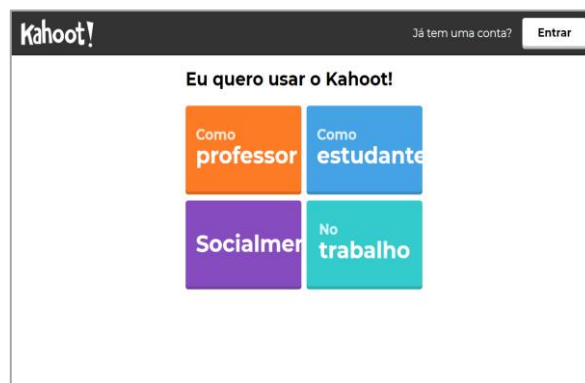 Kahoot!
Já tem uma conta?
Entrar
Eu quero usar o Kahoot!
Como
professor
Como
estudante
Socialmen
No
trabalho